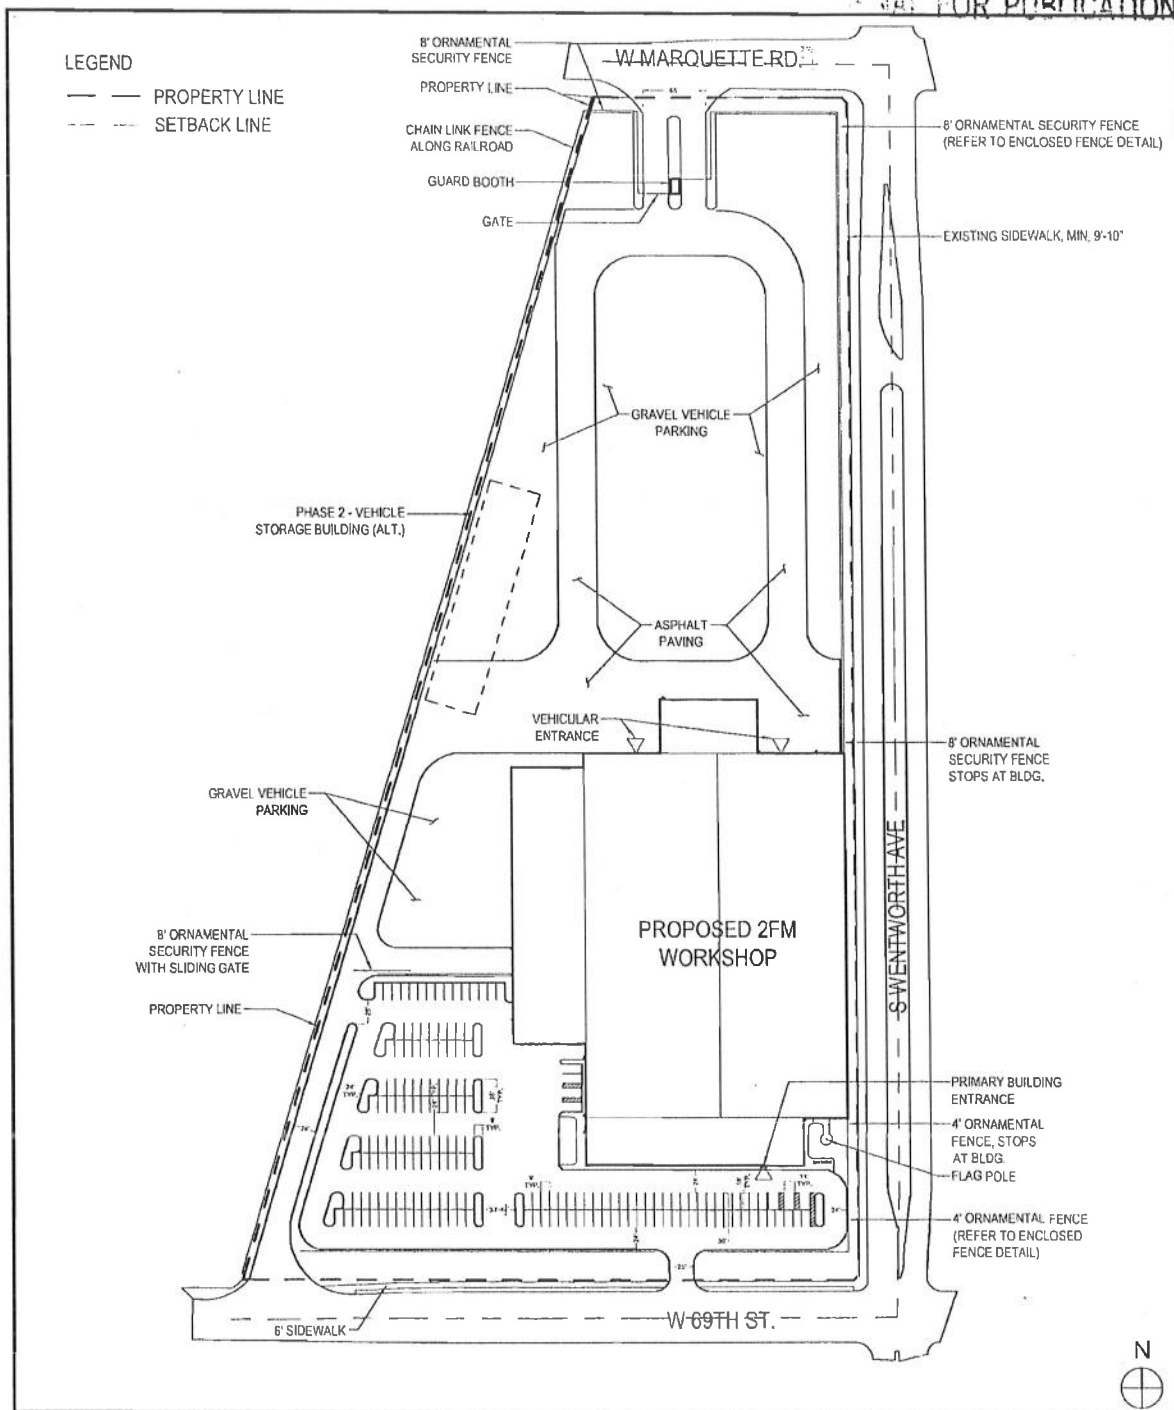 FOR PUBLICATION
LEGEND
PROPERTY LINE
SETBACK LINE
8' ORNAMENTAL
SECURITY FENCE
PROPERTY LINE
CHAIN LINK FENCE
ALONG RAILROAD
GUARD BOOTH
GATE
W MARQUETTE RD.
8' ORNAMENTAL SECURITY FENCE
(REFER TO ENCLOSED FENCE DETAIL)
EXISTING SIDEWALK, MIN. 9'-10"
GRAVEL VEHICLE
PARKING
PHASE 2 - VEHICLE
STORAGE BUILDING (ALT.)
ASPHALT
PAVING
VEHICULAR
ENTRANCE
8' ORNAMENTAL
SECURITY FENCE
STOPS AT BLDG.
GRAVEL VEHICLE
PARKING
S WENTWORTH AVE
PROPOSED 2FM
WORKSHOP
8' ORNAMENTAL
SECURITY FENCE
WITH SLIDING GATE
PROPERTY LINE
PRIMARY BUILDING
ENTRANCE
4' ORNAMENTAL
FENCE, STOPS
AT BLDG.
FLAG POLE
4' ORNAMENTAL FENCE
(REFER TO ENCLOSED
FENCE DETAIL)
6' SIDEWALK
W 69TH ST.
N